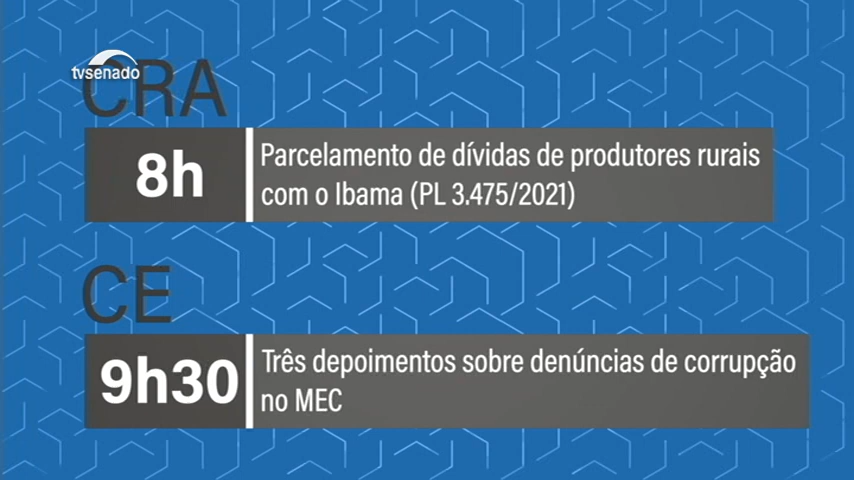 tvsenado
CRA
8h
Parcelamento de dívidas de produtores rurais
com o Ibama (PL 3.475/2021)
CE
9h30
Três depoimentos sobre denúncias de corrupção
no MEC